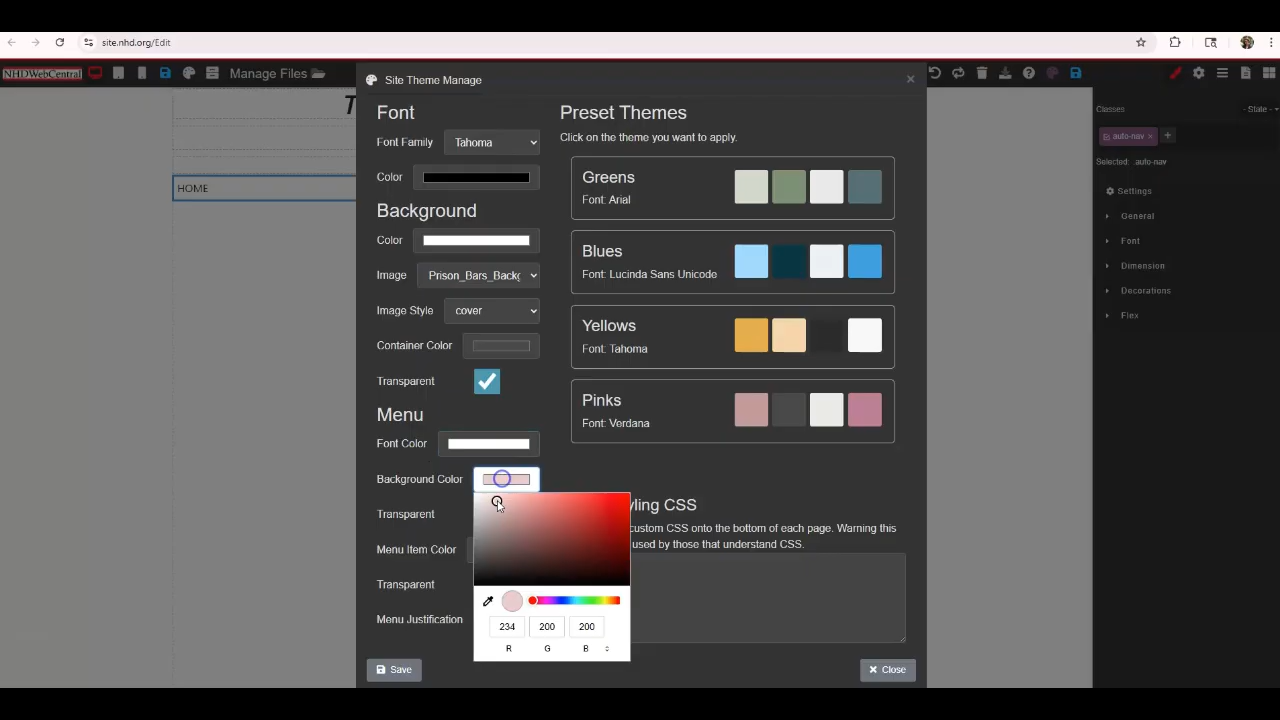 site.nhd.org/Edit
NHDWebCentral
Manage Files
Site Theme Manage
×
Font
Font Family
Tahoma
Color
Background
Color
Image
Prison_Bars_Backg
Image Style
cover
Container Color
Transparent
Menu
Font Color
Background Color
Transparent
Menu Item Color
Transparent
Menu Justification
234
200
200
R
G
B
Save
Preset Themes
Click on the theme you want to apply.
Greens
Font: Arial
Blues
Font: Lucinda Sans Unicode
Yellows
Font: Tahoma
Pinks
Font: Verdana
yling CSS
custom CSS onto the bottom of each page. Warning this
used by those that understand CSS.
Close
T
HOME
Classes
- State -
auto-nav ×
+
Selected: auto-nav
Settings
General
Font
Dimension
Decorations
Flex